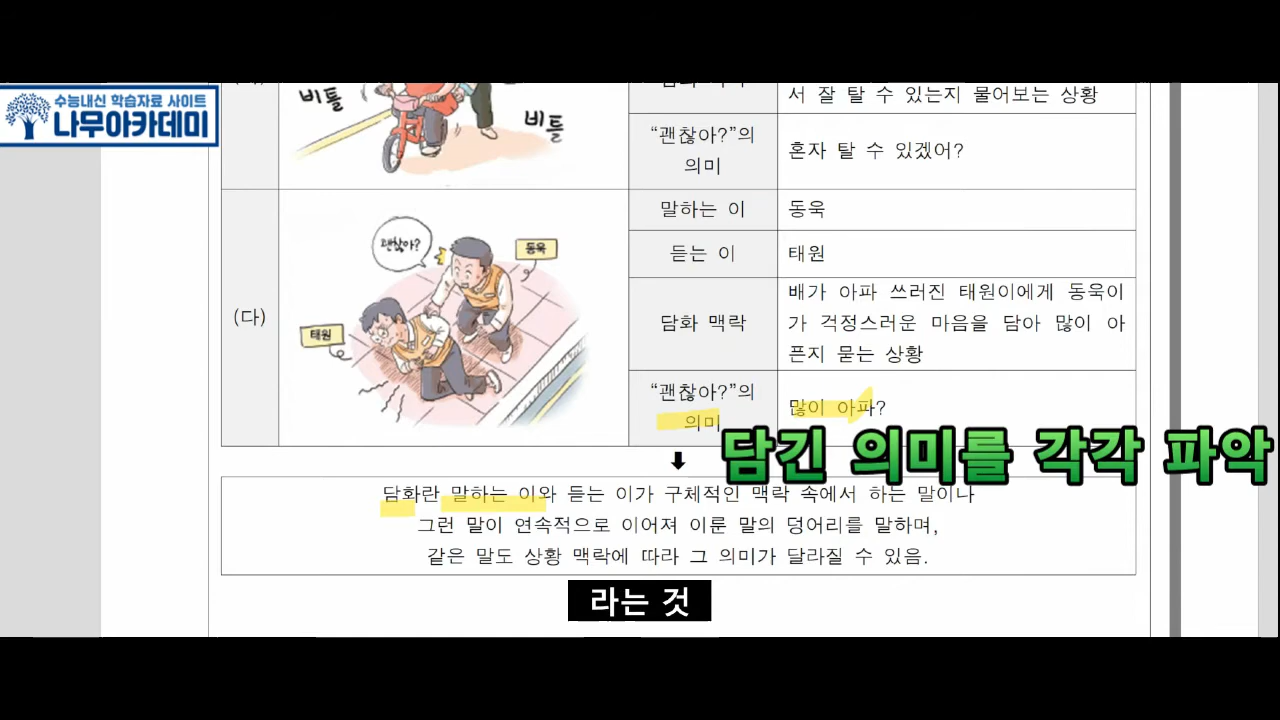 수능내신 학습자료 사이트
나무아카데미
비틀
비틀
서 잘 탈 수 있는지 물어보는 상황
“괜찮아?”의
의미
혼자 탈 수 있겠어?
(다)
괜찮아?
동욱
태원
말하는 이
동욱
듣는 이
태원
담화 맥락
배가 아파 쓰러진 태원이에게 동욱이
가 걱정스러운 마음을 담아 많이 아
픈지 묻는 상황
“괜찮아?”의
의미
많이 아파?
담긴 의미를 각각 파악
담화란 말하는 이와 듣는 이가 구체적인 맥락 속에서 하는 말이나
그런 말이 연속적으로 이어져 이룬 말의 덩어리를 말하며,
같은 말도 상황 맥락에 따라 그 의미가 달라질 수 있음.
라는 것